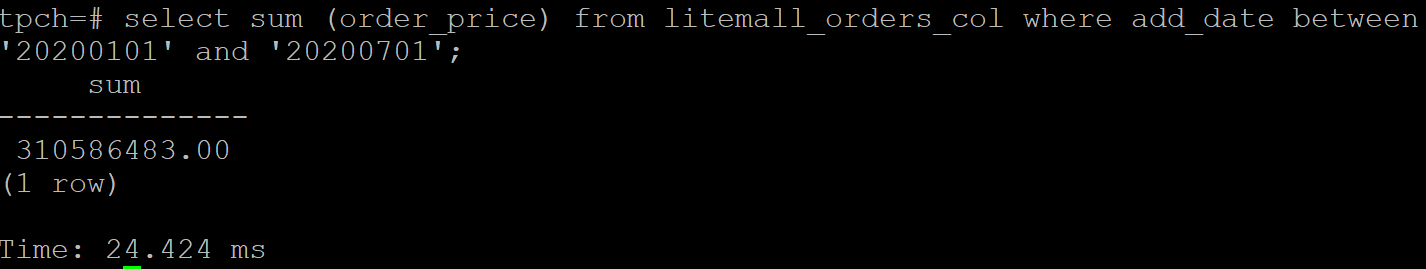 tpch=# select sum (order_price) from litemall_orders_col where add_date between
'20200101' and '20200701';
sum
--------------
310586483.00
(1 row)
Time: 24.424 ms